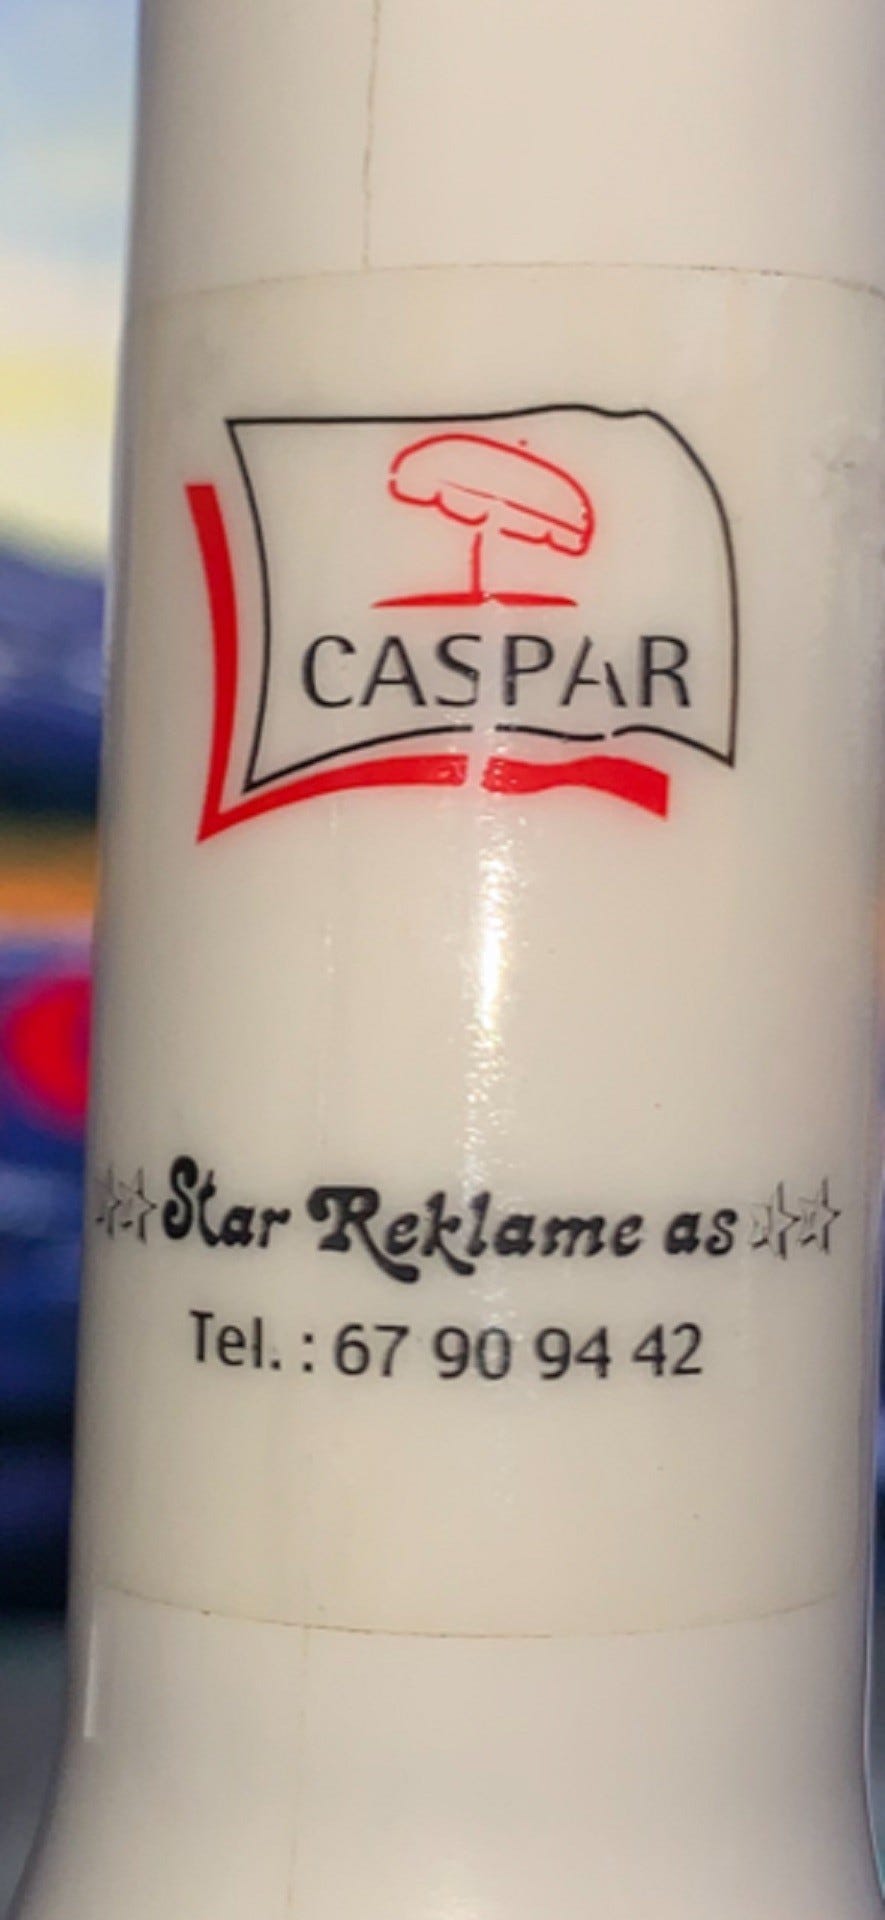 CASPAR
Star Reklame as
Tel. : 67 90 94 42